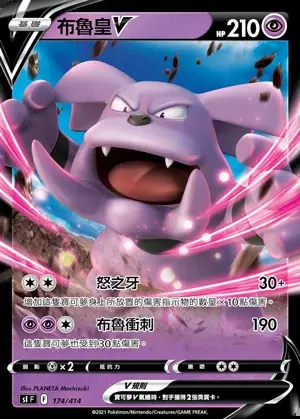 基礎 布魯皇V HP 210
怒之牙 30+
增加這隻寶可夢身上所放置的傷害指示物的數量×10點傷害。
布魯衝刺 190
這隻寶可夢也受到30點傷害。
弱點 ×2 抵抗力 撤退
Illus. PLANETA Mochizuki
V規則
當寶可夢V氣絕時,對手獲得2張獎賞卡。
sI F F 174/414
©2021 Pokémon/Nintendo/Creatures/GAME FREAK.